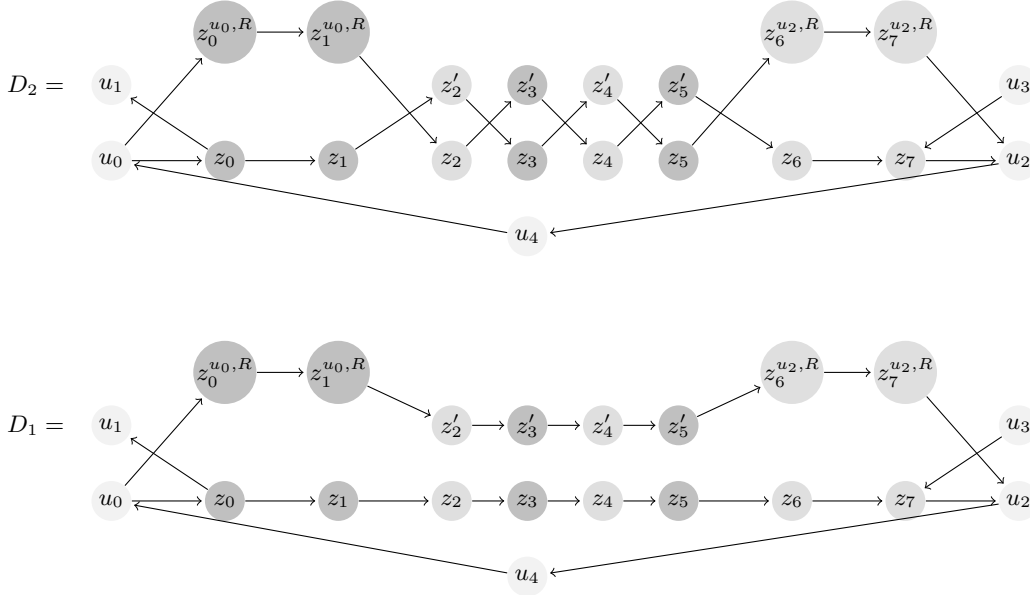 z_0^{u_0,R} z_1^{u_0,R} z_6^{u_2,R} z_7^{u_2,R}
D_2 = u_1 z'_2 z'_3 z'_4 z'_5 u_3
u_0 z_0 z_1 z_2 z_3 z_4 z_5 z_6 z_7 u_2
u_4
z_0^{u_0,R} z_1^{u_0,R} z_6^{u_2,R} z_7^{u_2,R}
D_1 = u_1 z'_2 z'_3 z'_4 z'_5 u_3
u_0 z_0 z_1 z_2 z_3 z_4 z_5 z_6 z_7 u_2
u_4